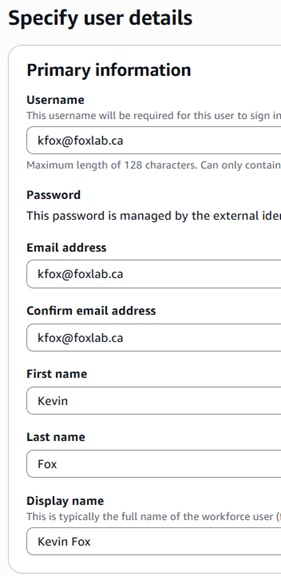 Specify user details
Primary information
Username
This username will be required for this user to sign in
kfox@foxlab.ca
Maximum length of 128 characters. Can only contain
Password
This password is managed by the external
Email address
kfox@foxlab.ca
Confirm email address
kfox@foxlab.ca
First name
Kevin
Last name
Fox
Display name
This is typically the full name of the workforce user
Kevin Fox